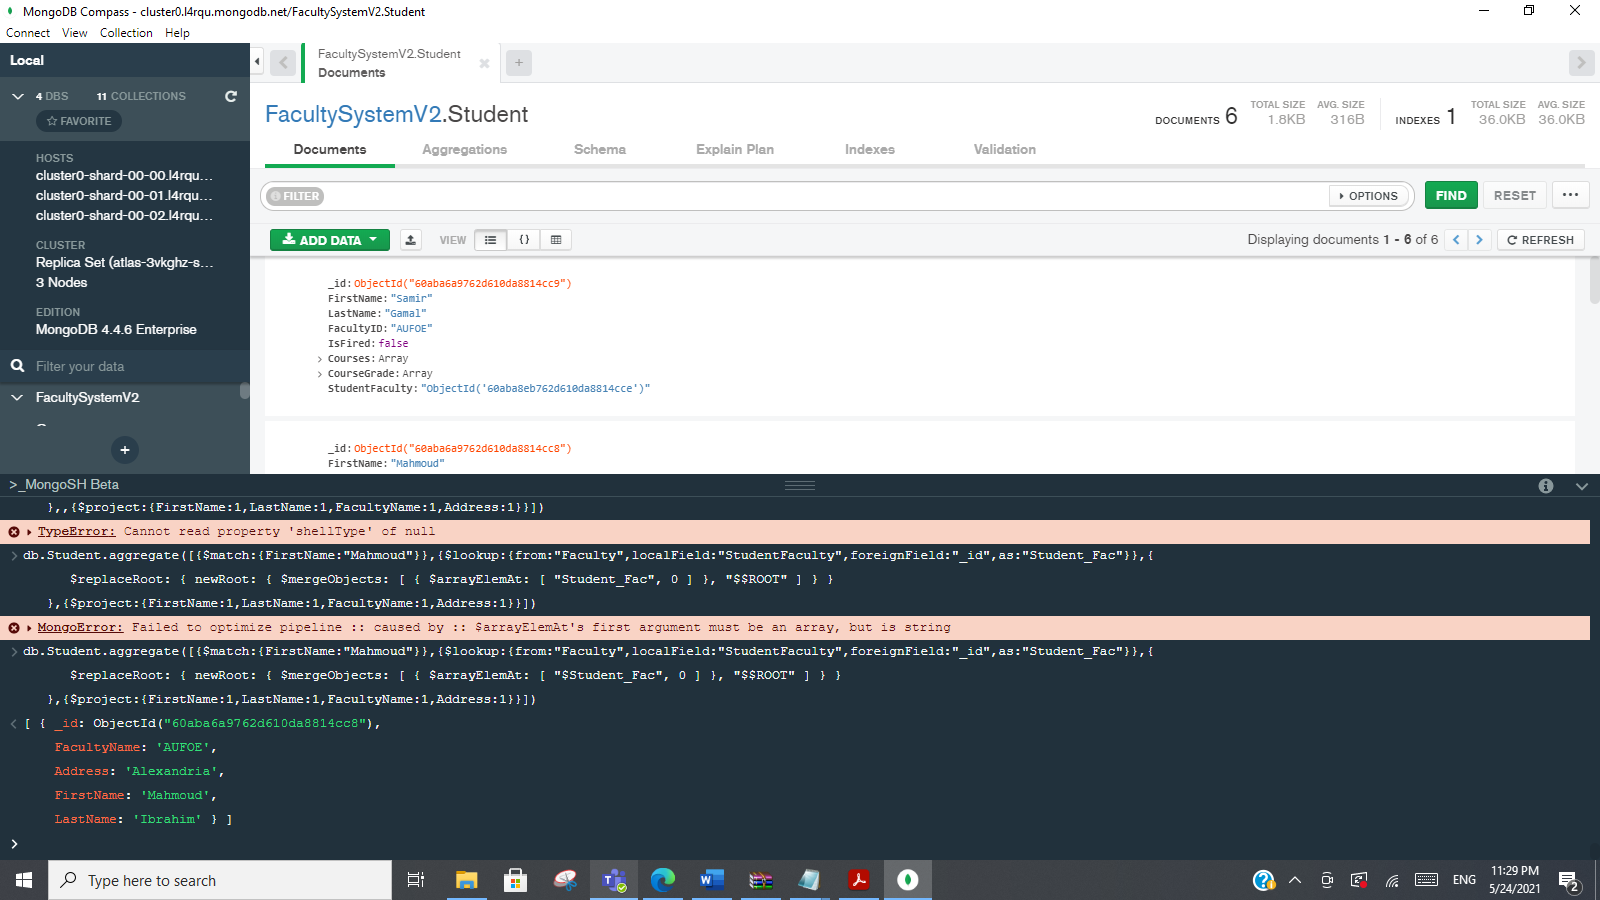 MongoDB Compass - cluster0.l4rqu.mongodb.net/FacultySystemV2.Student
Connect View Collection Help
Local
4 DBS 11 COLLECTIONS
FAVORITE
HOSTS
cluster0-shard-00-00.l4rqu...
cluster0-shard-00-01.l4rqu...
cluster0-shard-00-02.l4rqu...
CLUSTER
Replica Set (atlas-3vkghz-s...
3 Nodes
EDITION
MongoDB 4.4.6 Enterprise
Filter your data
FacultySystemV2
FacultySystemV2.Student
Documents
FacultySystemV2.Student
DOCUMENTS 6 TOTAL SIZE 1.8KB AVG. SIZE 316B INDEXES 1 TOTAL SIZE 36.0KB AVG. SIZE 36.0KB
Documents Aggregations Schema Explain Plan Indexes Validation
FILTER OPTIONS FIND RESET ...
ADD DATA VIEW {} Displaying documents 1 - 6 of 6 < > REFRESH
_id: ObjectId("60aba6a9762d610da8814cc9")
FirstName: "Samir"
LastName: "Gamal"
FacultyID: "AUFOE"
IsFired: false
> Courses: Array
> CourseGrade: Array
StudentFaculty: "ObjectId('60aba8eb762d610da8814cce')"
_id: ObjectId("60aba6a9762d610da8814cc8")
FirstName: "Mahmoud"
>_MongoSH Beta
},,{$project:{FirstName:1,LastName:1,FacultyName:1,Address:1}}])
TypeError: Cannot read property 'shellType' of null
> db.Student.aggregate([{$match:{FirstName:"Mahmoud"}},{$lookup:{from:"Faculty",localField:"StudentFaculty",foreignField:"_id",as:"Student_Fac"}},{
$replaceRoot: { newRoot: { $mergeObjects: [ { $arrayElemAt: [ "Student_Fac", 0 ] }, "$$ROOT" ] } }
},{$project:{FirstName:1,LastName:1,FacultyName:1,Address:1}}])
MongoError: Failed to optimize pipeline :: caused by :: $arrayElemAt's first argument must be an array, but is string
> db.Student.aggregate([{$match:{FirstName:"Mahmoud"}},{$lookup:{from:"Faculty",localField:"StudentFaculty",foreignField:"_id",as:"Student_Fac"}},{
$replaceRoot: { newRoot: { $mergeObjects: [ { $arrayElemAt: [ "$Student_Fac", 0 ] }, "$$ROOT" ] } }
},{$project:{FirstName:1,LastName:1,FacultyName:1,Address:1}}])
< [ { _id: ObjectId("60aba6a9762d610da8814cc8"),
FacultyName: 'AUFOE',
Address: 'Alexandria',
FirstName: 'Mahmoud',
LastName: 'Ibrahim' } ]
>
Type here to search
ENG
11:29 PM
5/24/2021
2